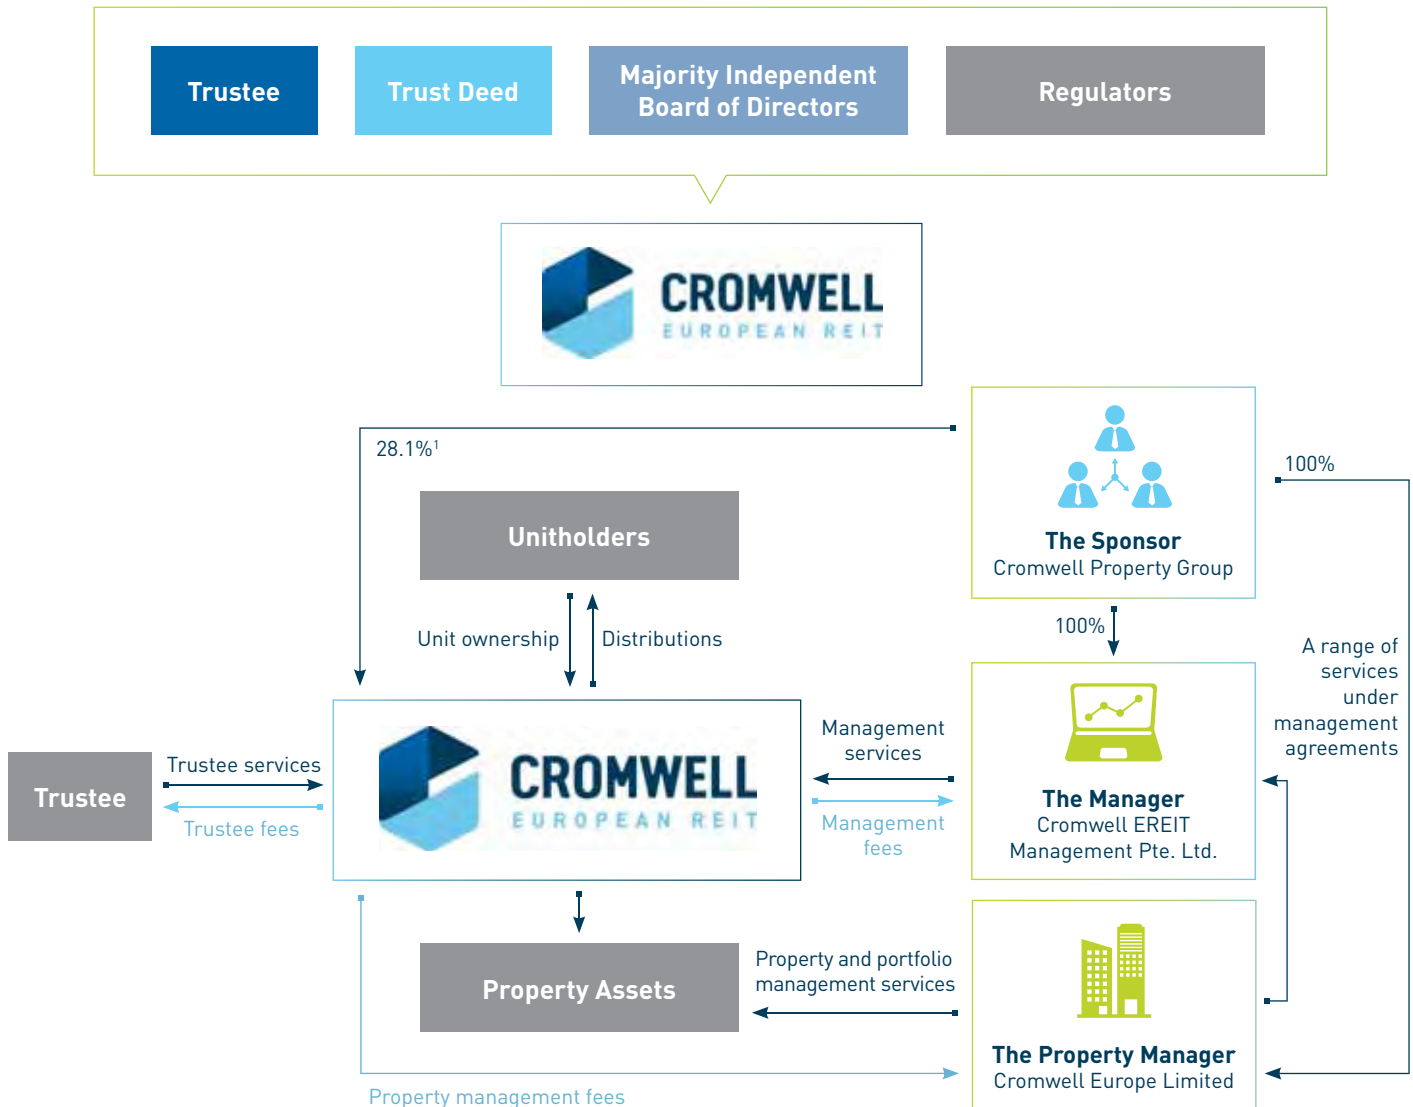 Trustee
Trust Deed
Majority Independent
Board of Directors
Regulators
CROMWELL
EUROPEAN REIT
28.1%¹
100%
Unitholders
The Sponsor
Cromwell Property Group
Unit ownership
Distributions
100%
A range of
services
under
management
agreements
Trustee
Trustee services
Trustee fees
CROMWELL
EUROPEAN REIT
Management
services
Management
fees
The Manager
Cromwell EREIT
Management Pte. Ltd.
Property Assets
Property and portfolio
management services
The Property Manager
Cromwell Europe Limited
Property management fees